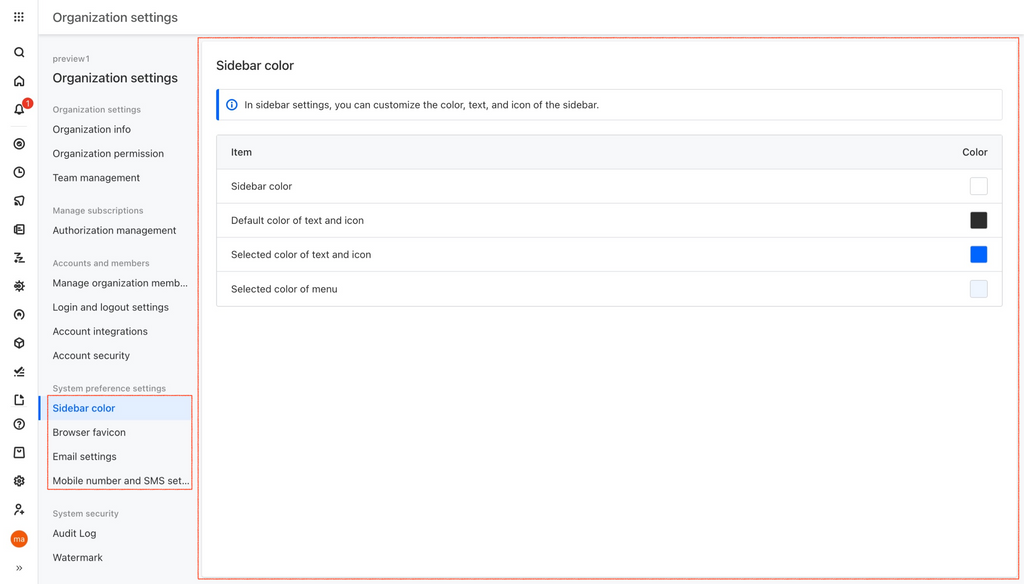 Organization settings
preview1
Organization settings
1
Organization settings
Organization info
Organization permission
Team management
Manage subscriptions
Authorization management
Accounts and members
Manage organization memb...
Login and logout settings
Account integrations
Account security
System preference settings
Sidebar color
Browser favicon
Email settings
Mobile number and SMS set...
System security
Audit Log
ma
Watermark
Sidebar color
In sidebar settings, you can customize the color, text, and icon of the sidebar.
Item Color
Sidebar color
Default color of text and icon
Selected color of text and icon
Selected color of menu